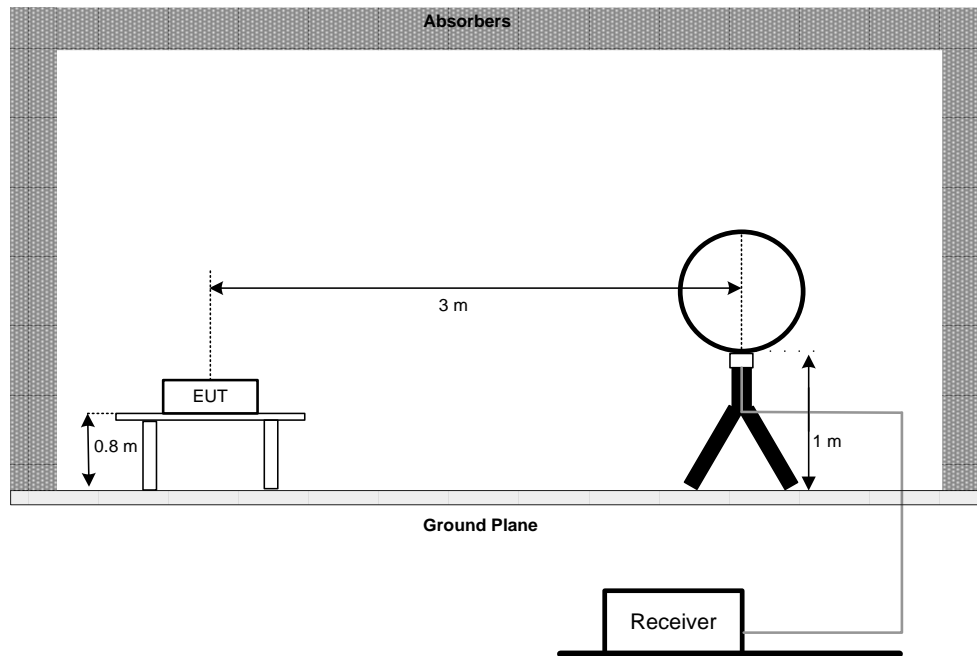 Absorbers
3 m
EUT
0.8 m
1 m
Ground Plane
Receiver